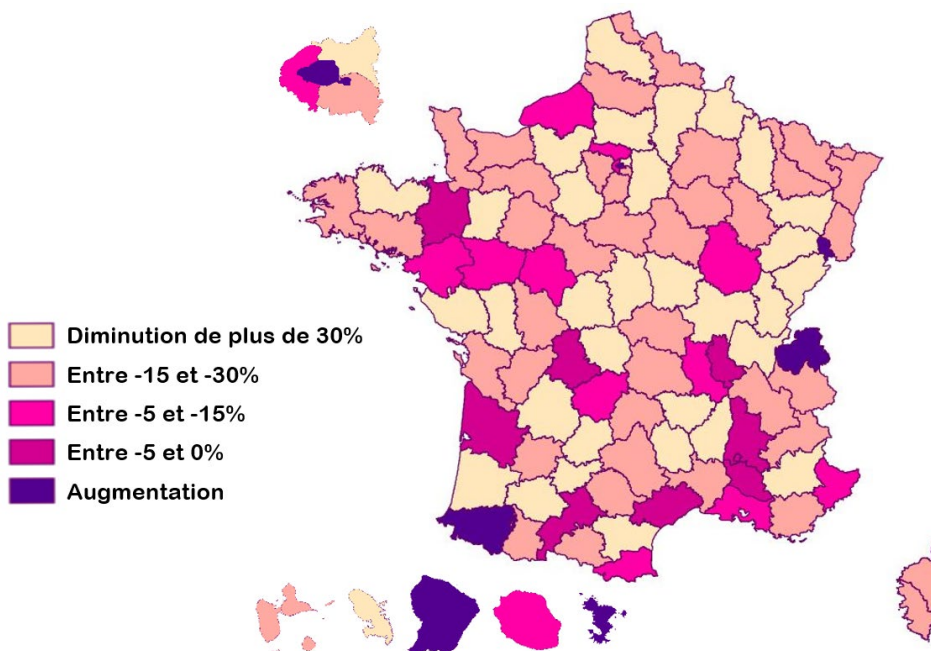 Diminution de plus de 30%
Entre -15 et -30%
Entre -5 et -15%
Entre -5 et 0%
Augmentation